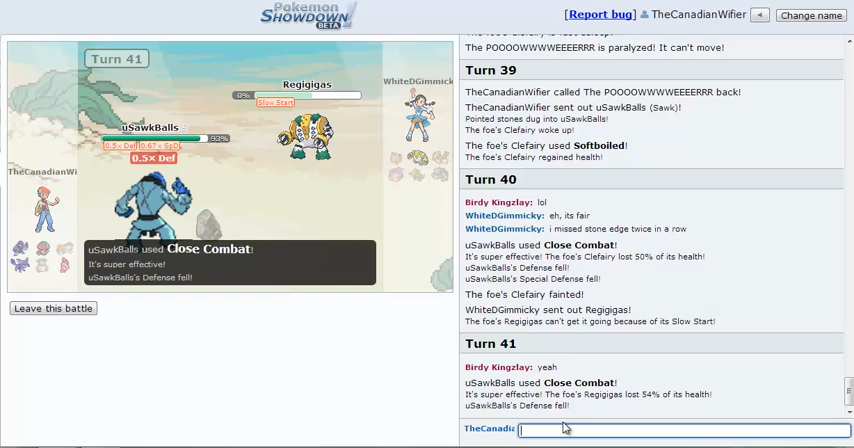 Pokemon
SHOWDOWN!
BETA
[Report bug]
TheCanadianWifier
Change name
Turn 41
Regigigas
0%
Slow Start
WhiteDGimmick
uSawkBalls
93%
0.5× Def
0.67× SpD
0.5× Def
TheCanadianWi
uSawkBalls used Close Combat!
It's super effective!
uSawkBalls's Defense fell!
Leave this battle
The POOOOWWWEEEERRR is paralyzed! It can't move!
Turn 39
TheCanadianWifier called The POOOOWWWEEEERRR back!
TheCanadianWifier sent out uSawkBalls (Sawk)!
Pointed stones dug into uSawkBalls!
The foe's Clefairy woke up!
The foe's Clefairy used Softboiled!
The foe's Clefairy regained health!
Turn 40
Birdy Kingzlay: lol
WhiteDGimmicky: eh, its fair
WhiteDGimmicky: i missed stone edge twice in a row
uSawkBalls used Close Combat!
It's super effective! The foe's Clefairy lost 50% of its health!
uSawkBalls's Defense fell!
uSawkBalls's Special Defense fell!
The foe's Clefairy fainted!
WhiteDGimmicky sent out Regigigas!
The foe's Regigigas can't get it going because of its Slow Start!
Turn 41
Birdy Kingzlay: yeah
uSawkBalls used Close Combat!
It's super effective! The foe's Regigigas lost 54% of its health!
uSawkBalls's Defense fell!
TheCanadia